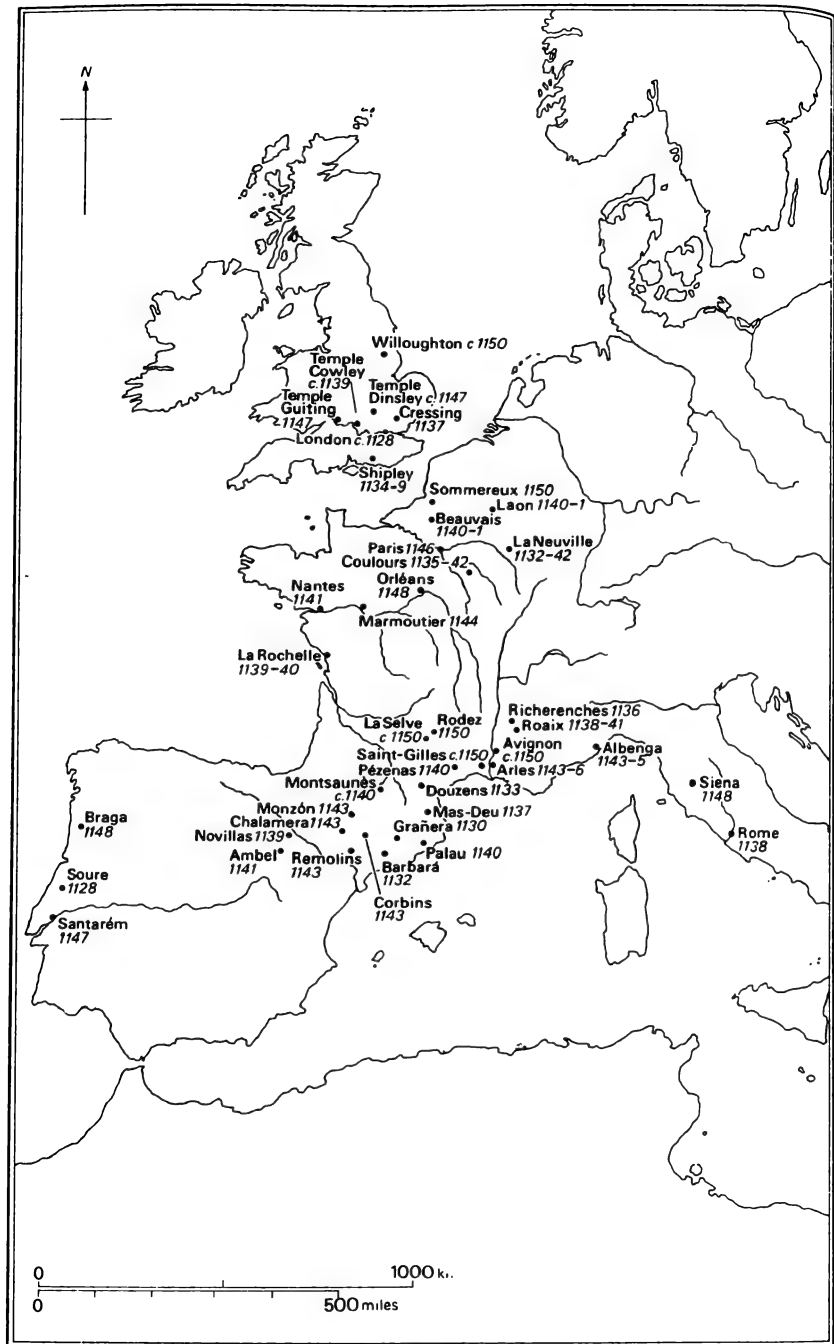 N
Willoughton c 1150
Temple
Cowley
c.1139
Temple
Dinsley c.1147
Temple
Guiting
1147
Cressing
1137
London c.1128
Shipley
1134-9
Sommereux 1150
Laon 1140-1
Beauvais
1140-1
Paris 1146
La Neuville
1132-42
Coulours 1135-42
Orléans
1148
Nantes
1141
Marmoutier 1144
La Rochelle
1139-40
Richerenches 1136
Roaix 1138-41
La Selve
c 1150
Rodez
1150
Avignon
c.1150
Saint-Gilles c.1150
Albenga
1143-5
Pézenas 1140
Arles 1143-6
Montsaunès
c.1140
Douzens 1133
Siena
1148
Monzón
1143
Mas-Deu 1137
Braga
1148
Chalamera
1143
Grañera 1130
Rome
1138
Novillas 1139
Palau 1140
Ambel
1141
Remolins
1143
Barbará
1132
Soure
1128
Corbins
1143
Santarém
1147
0 1000
0 500 miles